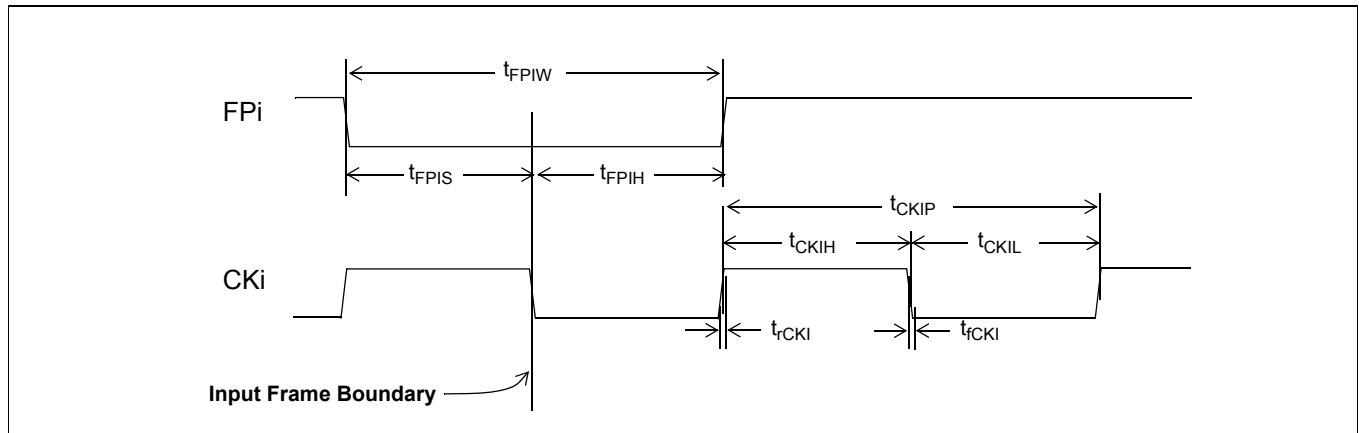 tFPIW
FPi
tFPIS
tFPIH
tCKIP
tCKIH
tCKIL
CKi
trCKI
tfCKI
Input Frame Boundary